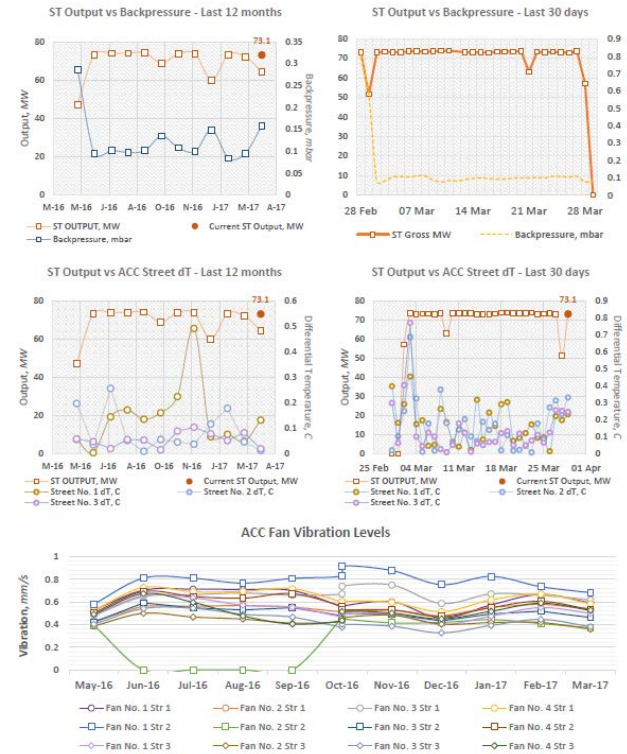 ST Output vs Backpressure - Last 12 months
73.1
80
60
40
20
0
Output, MW
0.35
0.3
0.25
0.2
0.15
0.1
0.05
0
Backpressure, mbar
M-16 M-16 J-16 A-16 O-16 N-16 J-17 M-17 A-17
ST OUTPUT, MW
Current ST Output, MW
Backpressure, mbar
ST Output vs Backpressure - Last 30 days
80
70
60
50
40
30
20
10
0
0.9
0.8
0.7
0.6
0.5
0.4
0.3
0.2
0.1
0
28 Feb 07 Mar 14 Mar 21 Mar 28 Mar
ST Gross MW
Backpressure, mbar
ST Output vs ACC Street dT - Last 12 months
73.1
80
60
40
20
0
Output, MW
0.6
0.5
0.4
0.3
0.2
0.1
0
Differential Temperature, C
M-16 M-16 J-16 A-16 O-16 N-16 J-17 M-17 A-17
ST OUTPUT, MW
Current ST Output, MW
Street No. 1 dT, C
Street No. 2 dT, C
Street No. 3 dT, C
ST Output vs ACC Street dT - Last 30 days
73.1
80
70
60
50
40
30
20
10
0
Output, MW
0.9
0.8
0.7
0.6
0.5
0.4
0.3
0.2
0.1
0
Differential Temperature, C
25 Feb 04 Mar 11 Mar 18 Mar 25 Mar 01 Apr
ST OUTPUT, MW
Current ST Output, MW
Street No. 1 dT, C
Street No. 2 dT, C
Street No. 3 dT, C
ACC Fan Vibration Levels
1
0.8
0.6
0.4
0.2
0
Vibration, mm/s
May-16 Jun-16 Jul-16 Aug-16 Sep-16 Oct-16 Nov-16 Dec-16 Jan-17 Feb-17 Mar-17
Fan No. 1 Str 1
Fan No. 2 Str 1
Fan No. 3 Str 1
Fan No. 4 Str 1
Fan No. 1 Str 2
Fan No. 2 Str 2
Fan No. 3 Str 2
Fan No. 4 Str 2
Fan No. 1 Str 3
Fan No. 2 Str 3
Fan No. 3 Str 3
Fan No. 4 Str 3